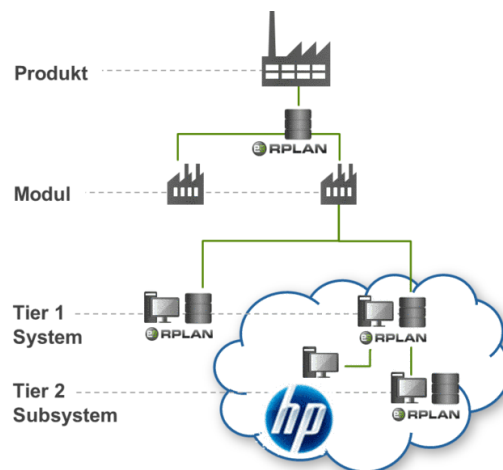 Produkt
RPLAN
Modul
Tier 1
System
RPLAN
RPLAN
Tier 2
Subsystem
hp
RPLAN